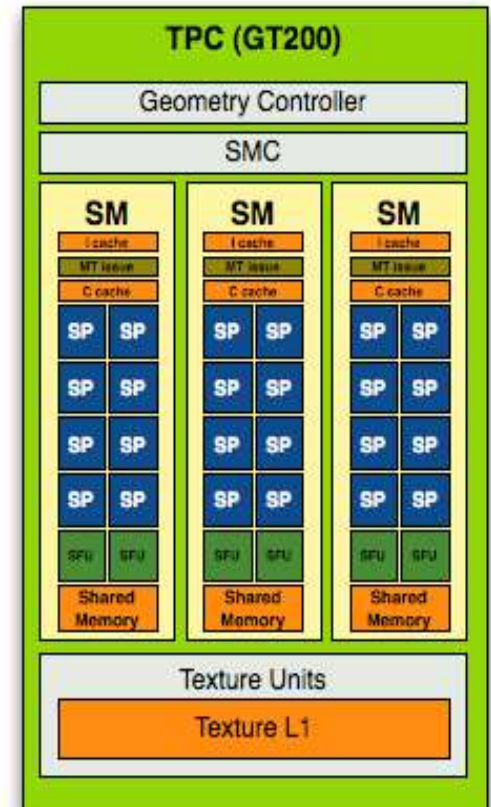 TPC (GT200)
Geometry Controller
SMC
SM
I cache
MT issue
C cache
SP SP
SP SP
SP SP
SP SP
SFU SFU
Shared
Memory
SM
I cache
MT issue
C cache
SP SP
SP SP
SP SP
SP SP
SFU SFU
Shared
Memory
SM
I cache
MT issue
C cache
SP SP
SP SP
SP SP
SP SP
SFU SFU
Shared
Memory
Texture Units
Texture L1